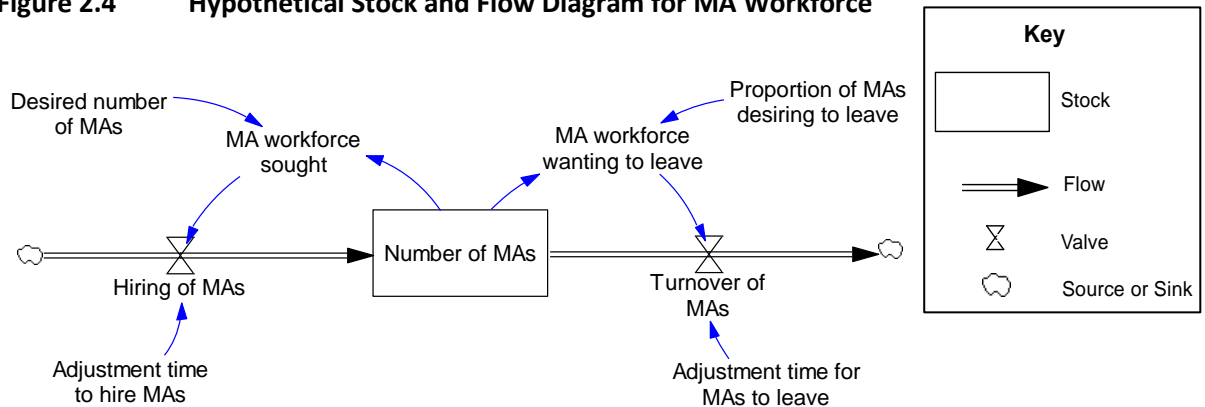 Figure 2.4 Hypothetical Stock and Flow Diagram for MA Workforce
Desired number
of MAs
MA workforce
sought
Proportion of MAs
desiring to leave
MA workforce
wanting to leave
Number of MAs
Hiring of MAs
Turnover of
MAs
Adjustment time
to hire MAs
Adjustment time for
MAs to leave
Key
Stock
Flow
Valve
Source or Sink